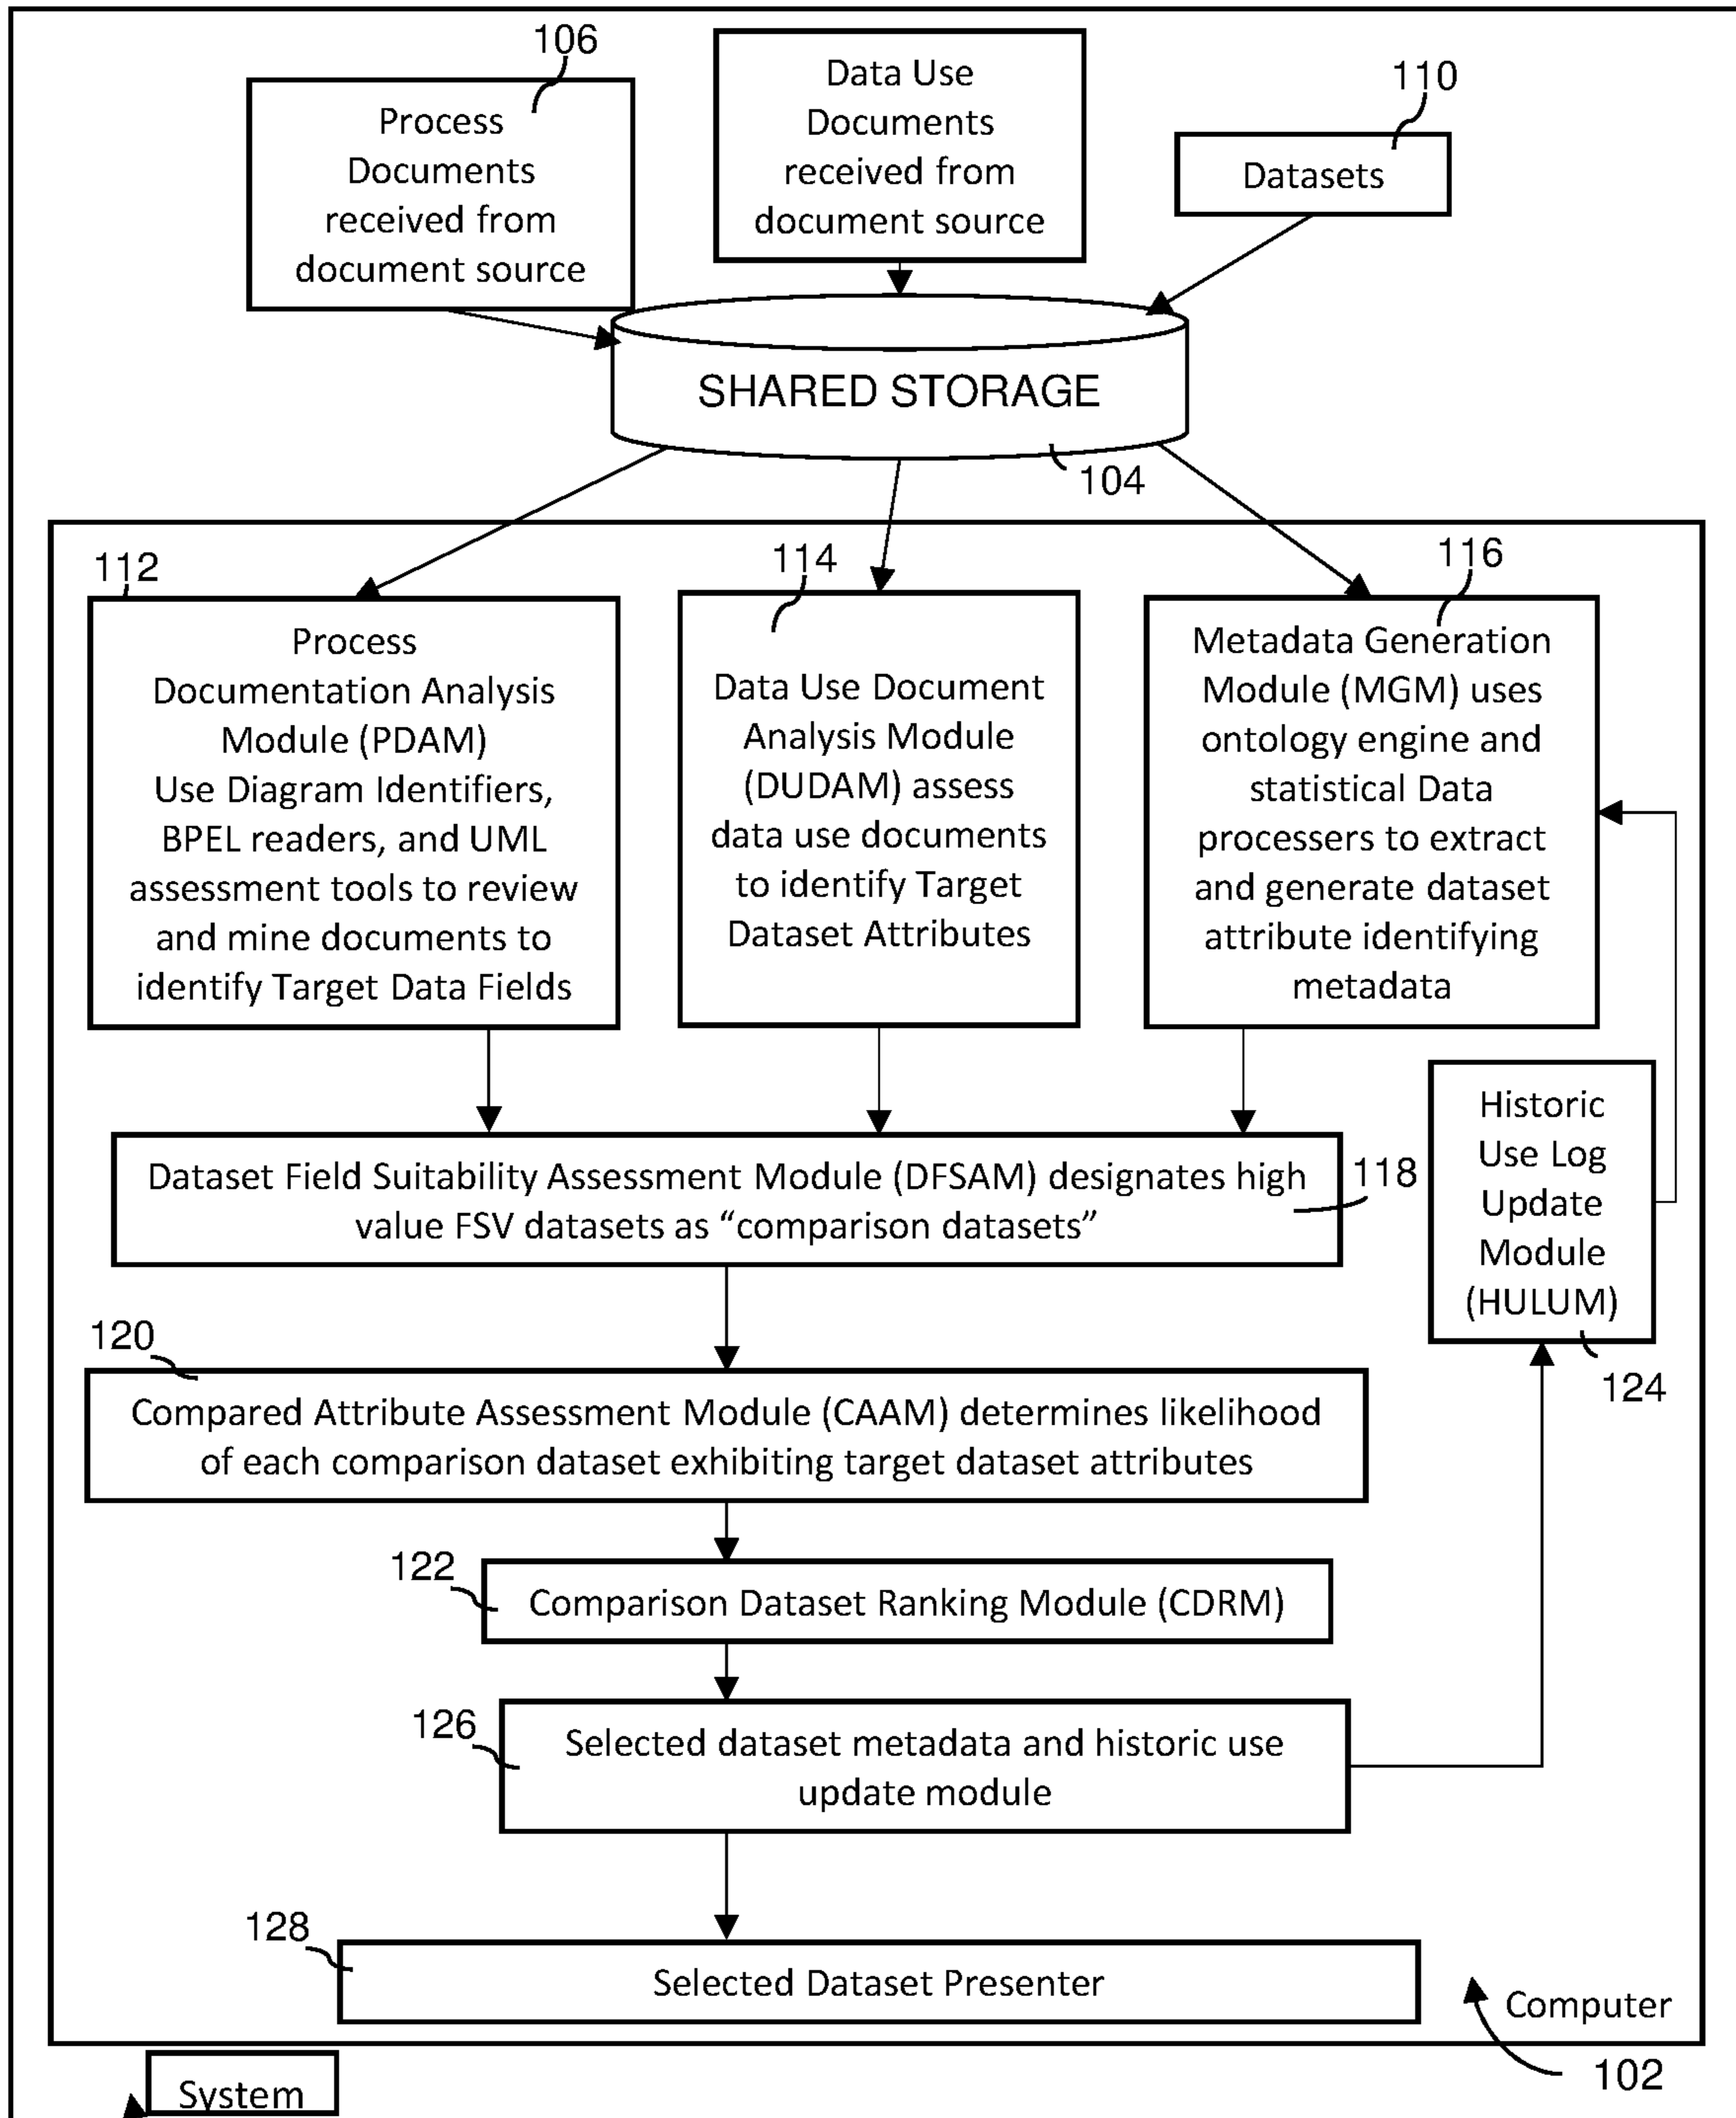 106
Process
Documents
received from
document source
Data Use
Documents
received from
document source
110
Datasets
SHARED STORAGE
104
112
Process
Documentation Analysis
Module (PDAM)
Use Diagram Identifiers,
BPEL readers, and UML
assessment tools to review
and mine documents to
identify Target Data Fields
114
Data Use Document
Analysis Module
(DUDAM) assess
data use documents
to identify Target
Dataset Attributes
116
Metadata Generation
Module (MGM) uses
ontology engine and
statistical Data
processers to extract
and generate dataset
attribute identifying
metadata
Historic
Use Log
Update
Module
(HULUM)
124
Dataset Field Suitability Assessment Module (DFSAM) designates high
value FSV datasets as “comparison datasets”
118
120
Compared Attribute Assessment Module (CAAM) determines likelihood
of each comparison dataset exhibiting target dataset attributes
122
Comparison Dataset Ranking Module (CDRM)
126
Selected dataset metadata and historic use
update module
128
Selected Dataset Presenter
Computer
102
System